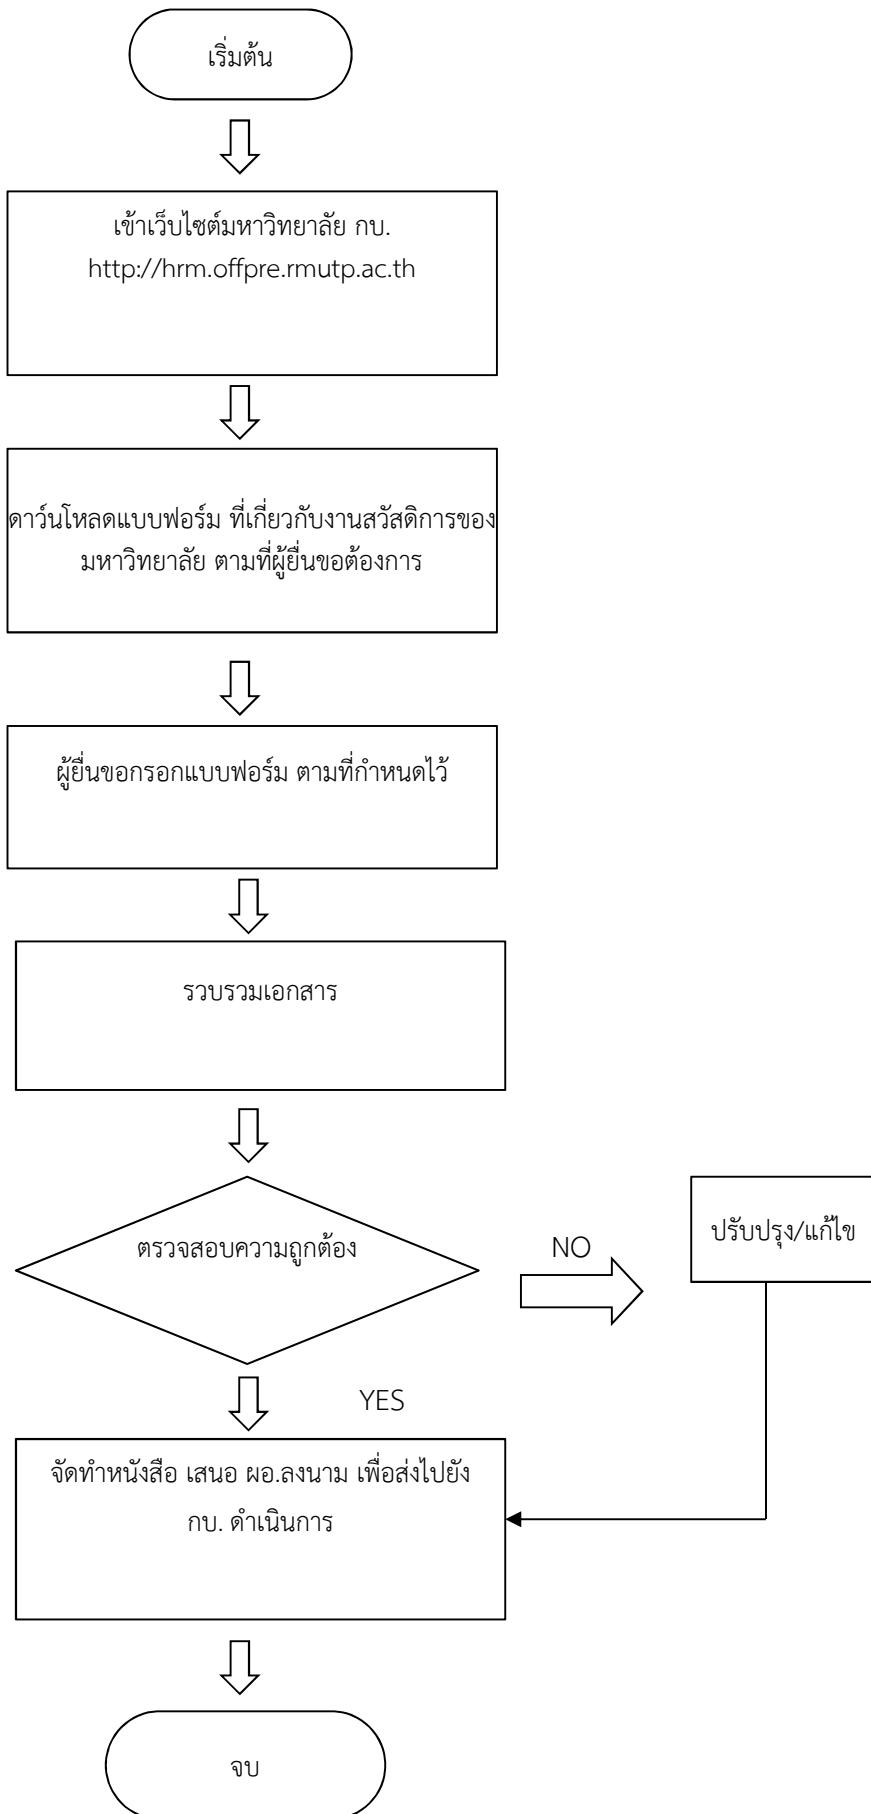 เริ่มต้น
เข้าเว็บไซต์มหาวิทยาลัย กบ.
http://hrm.offpre.rmutp.ac.th
ดาว์นโหลดแบบฟอร์ม ที่เกี่ยวกับงานสวัสดิการของ
มหาวิทยาลัย ตามที่ผู้ยื่นขอต้องการ
ผู้ยื่นขอกรอกแบบฟอร์ม ตามที่กำหนดไว้
รวบรวมเอกสาร
ตรวจสอบความถูกต้อง
NO
ปรับปรุง/แก้ไข
YES
จัดทำหนังสือ เสนอ ผอ.ลงนาม เพื่อส่งไปยัง
กบ. ดำเนินการ
จบ